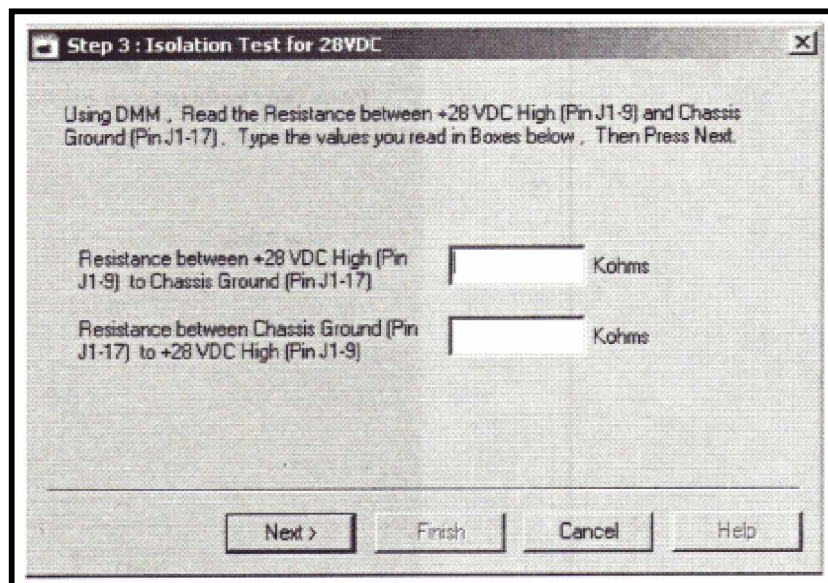 Step 3 : Isolation Test for 28VDC
Using DMM , Read the Resistance between +28 VDC High (Pin J1-9) and Chassis
Ground (Pin J1-17) . Type the values you read in Boxes below , Then Press Next.
Resistance between +28 VDC High (Pin
J1-9) to Chassis Ground (Pin J1-17)
Kohms
Resistance between Chassis Ground (Pin
J1-17) to +28 VDC High (Pin J1-9)
Kohms
Next >
Finish
Cancel
Help